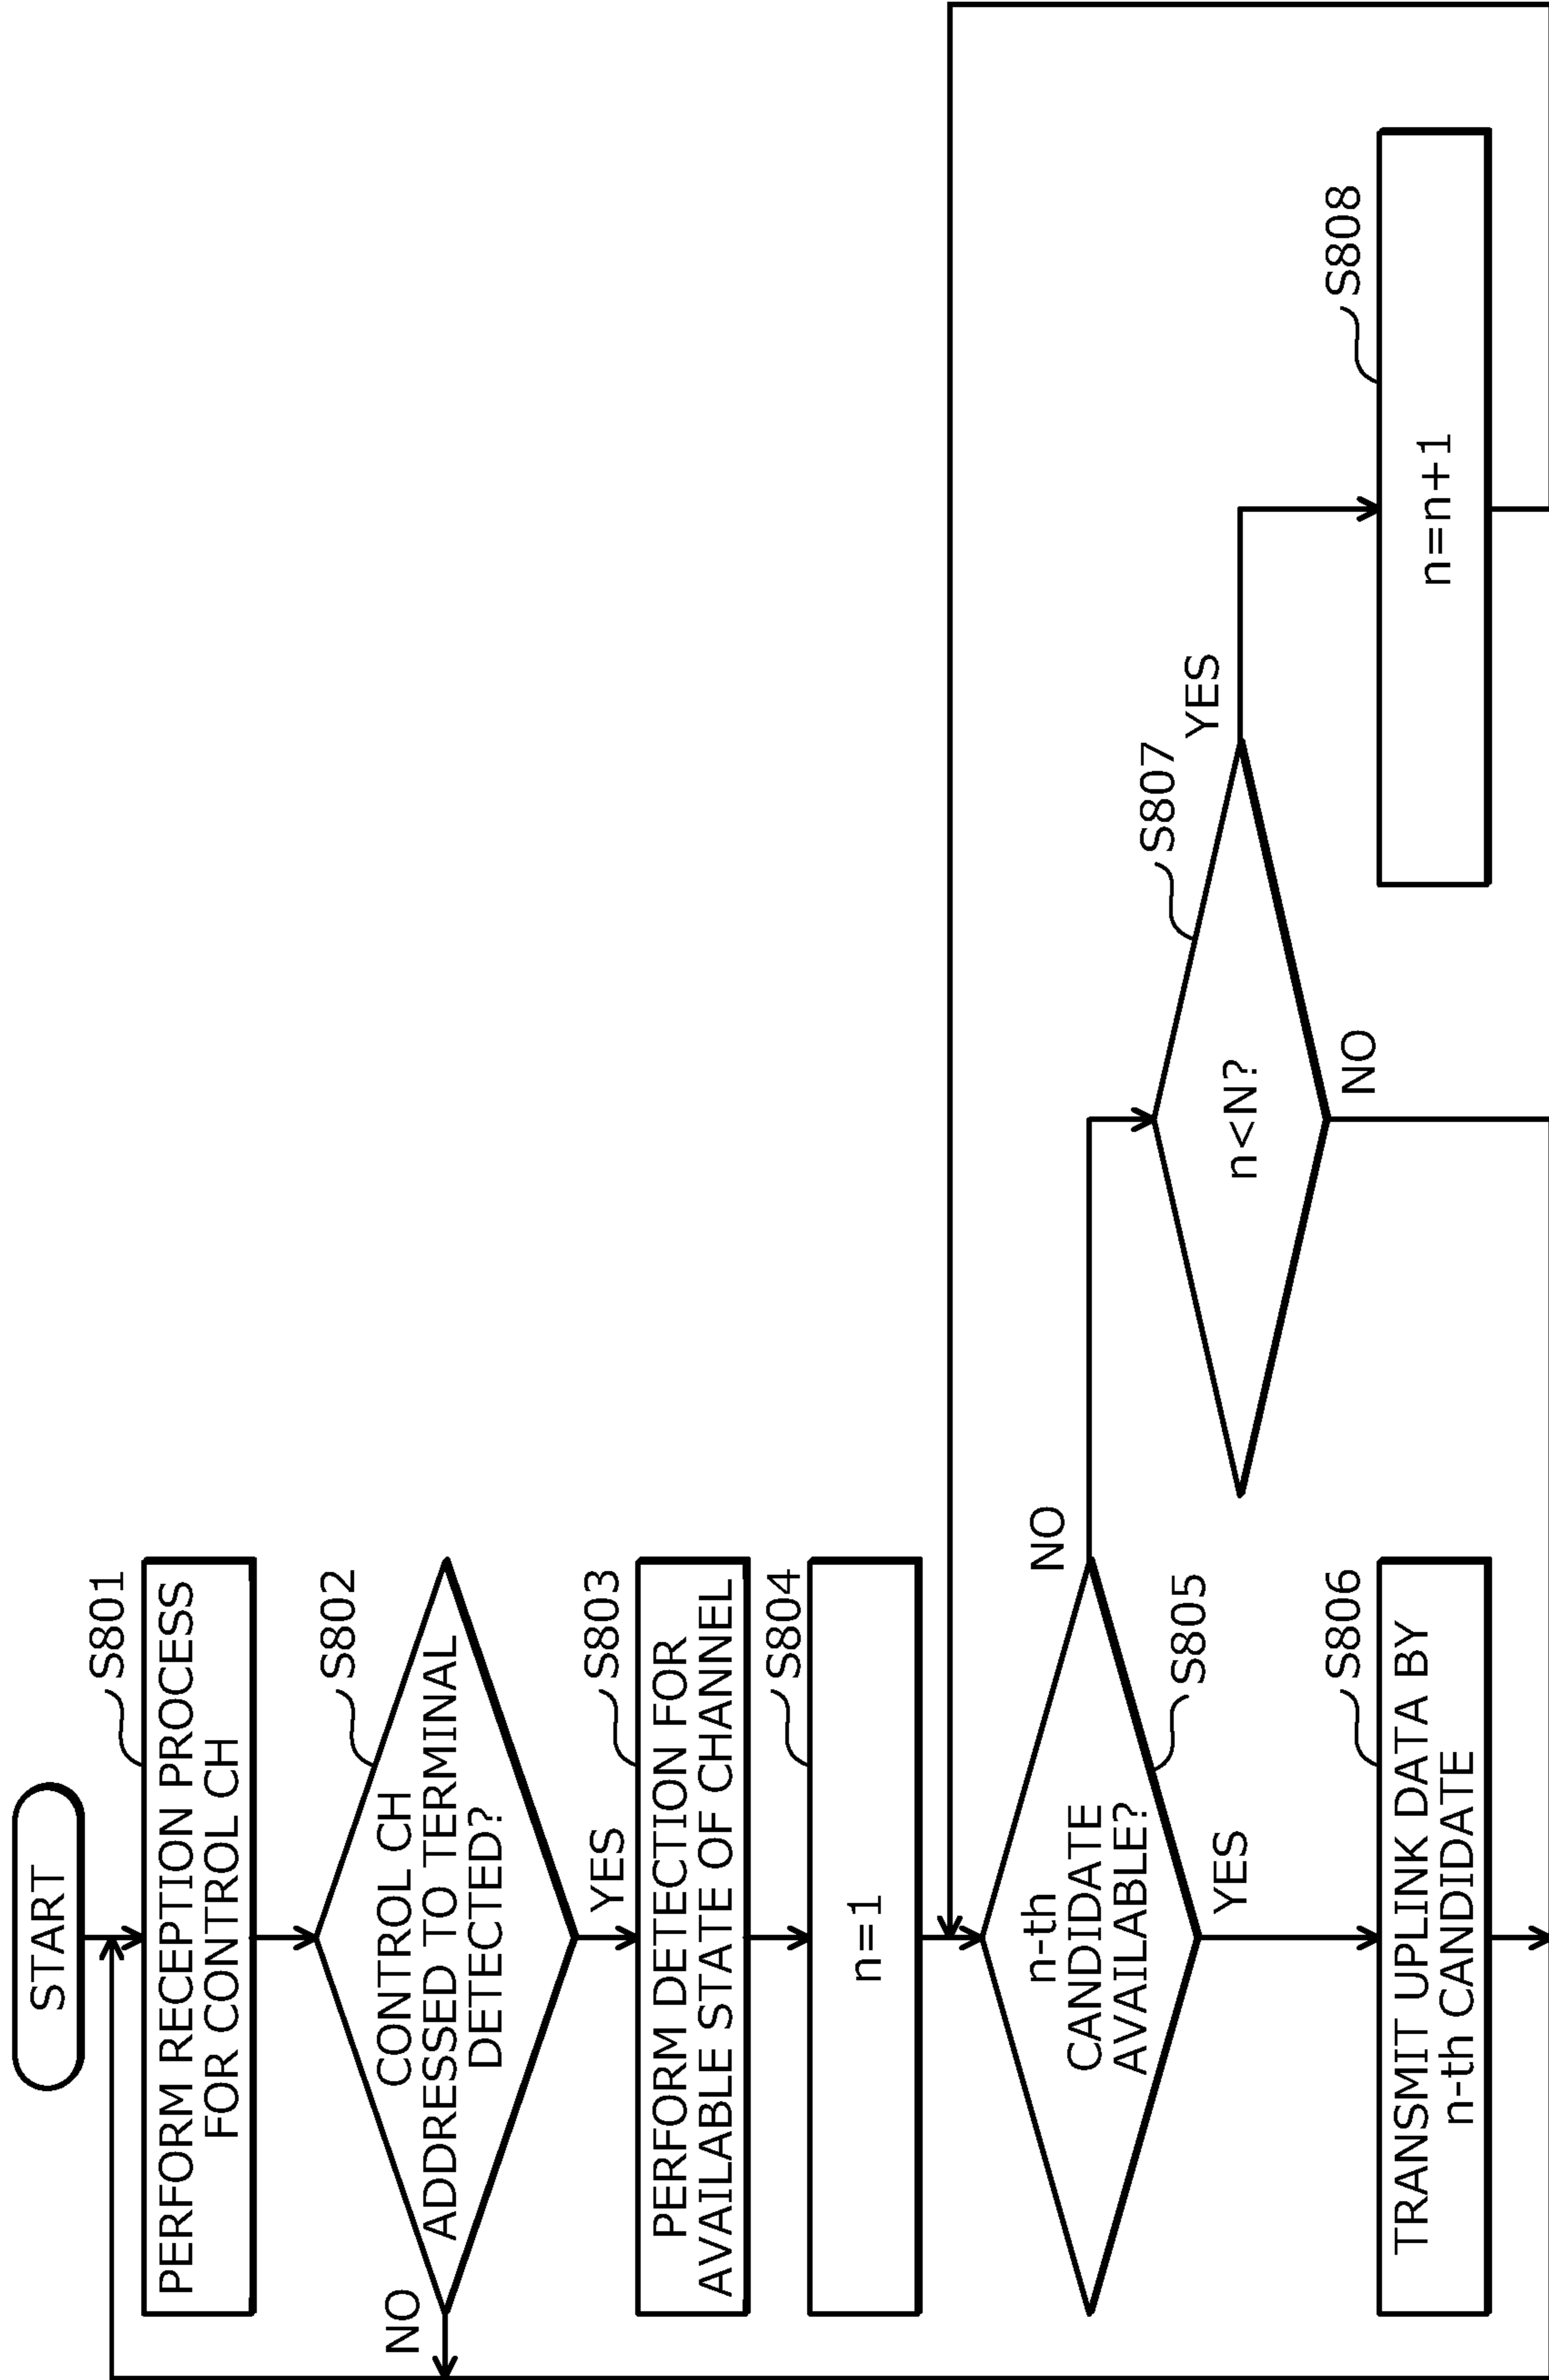 START
S801
PERFORM RECEPTION PROCESS
FOR CONTROL CH
S802
CONTROL CH
ADDRESSED TO TERMINAL
DETECTED?
NO
YES
S803
PERFORM DETECTION FOR
AVAILABLE STATE OF CHANNEL
S804
n=1
n-th
CANDIDATE
AVAILABLE?
NO
S805
YES
S806
TRANSMIT UPLINK DATA BY
n-th CANDIDATE
S807
n<N?
YES
NO
S808
n=n+1